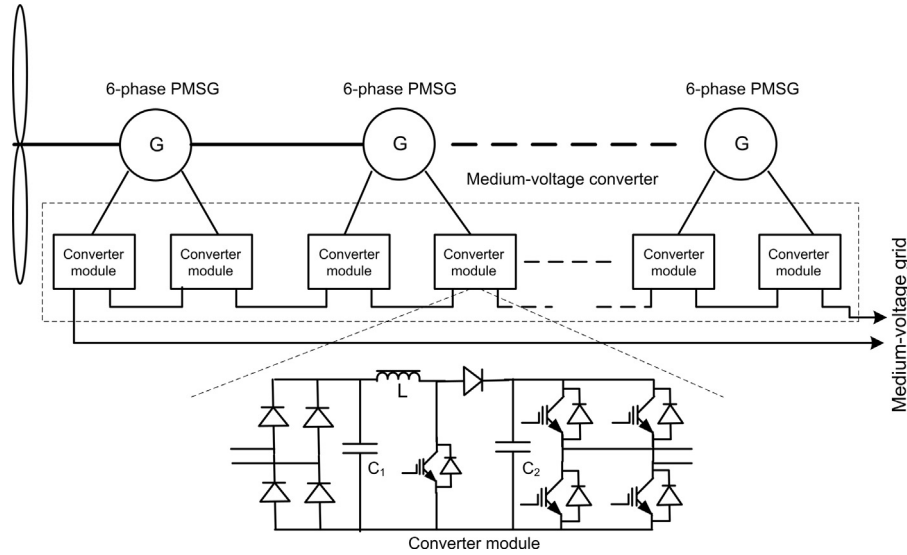 6-phase PMSG
6-phase PMSG
6-phase PMSG
G
G
G
Medium-voltage converter
Converter
module
Converter
module
Converter
module
Converter
module
Converter
module
Converter
module
Medium-voltage grid
L
C1
C2
Converter module